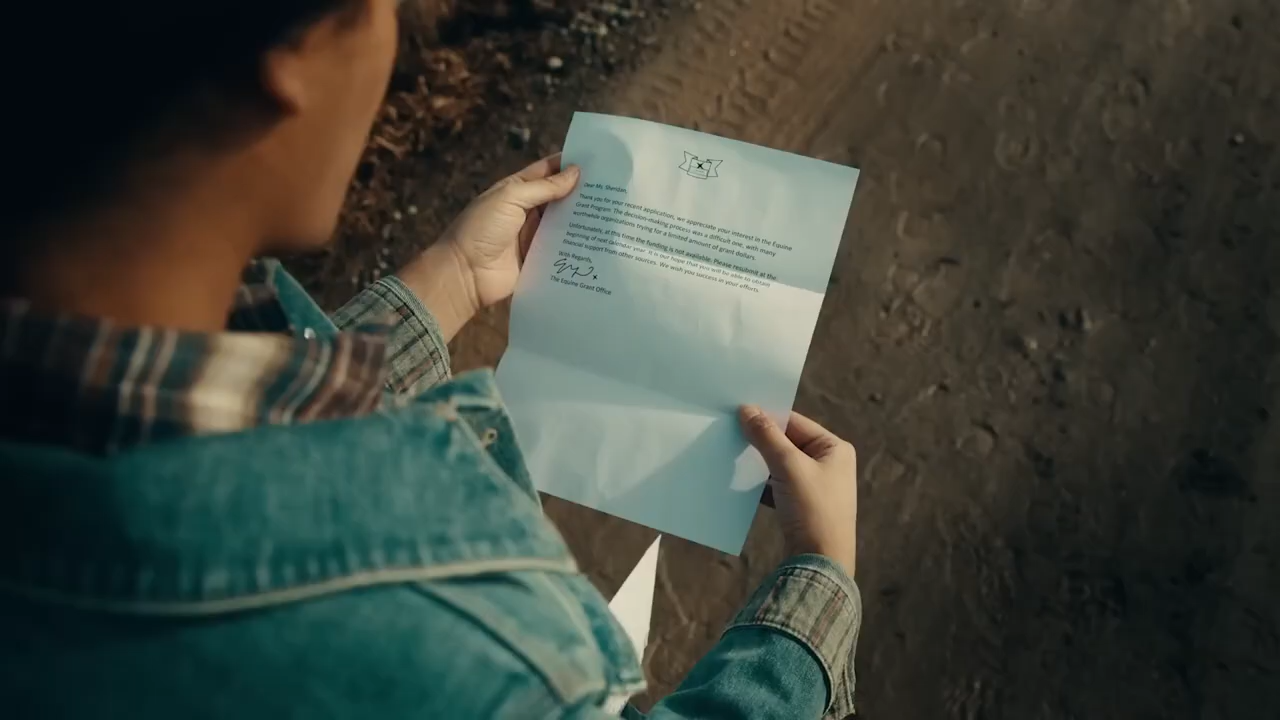 Dear Ms. Sheridan,
Thank you for your recent application, we appreciate your interest in the Equine
Grant Program. The decision-making process was a difficult one, with many
worthwhile organizations trying for a limited amount of grant dollars.
Unfortunately, at this time the funding is not available. Please resubmit at the
beginning of next calendar year. It is our hope that you will be able to obtain
financial support from other sources. We wish you success in your efforts.
With Regards,
The Equine Grant Office